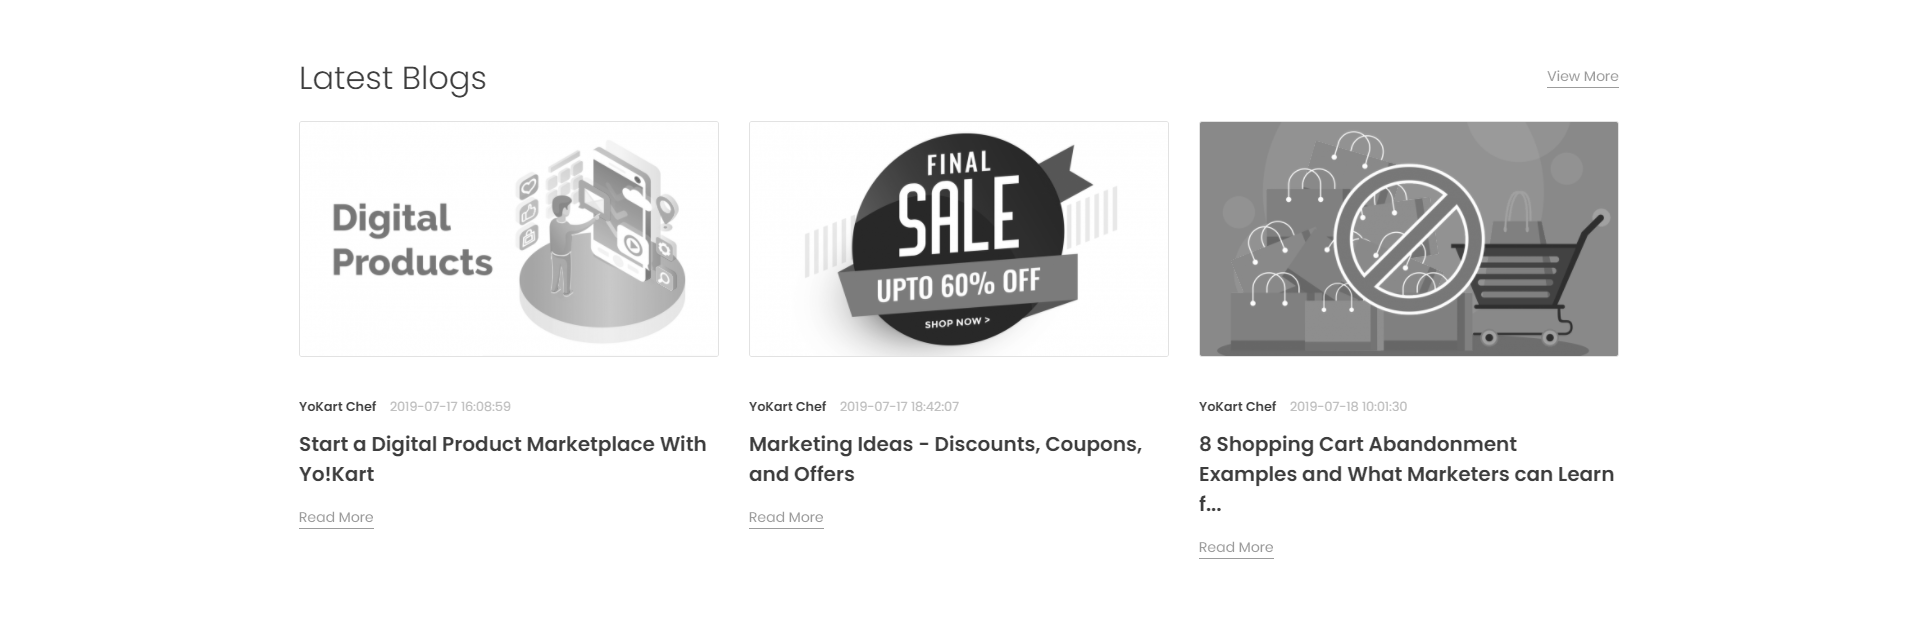 Latest Blogs
View More
Digital
Products
FINAL
SALE
UPTO 60% OFF
SHOP NOW >
YoKart Chef 2019-07-17 16:08:59
Start a Digital Product Marketplace With
Yo!Kart
Read More
YoKart Chef 2019-07-17 18:42:07
Marketing Ideas - Discounts, Coupons,
and Offers
Read More
YoKart Chef 2019-07-18 10:01:30
8 Shopping Cart Abandonment
Examples and What Marketers can Learn
f...
Read More